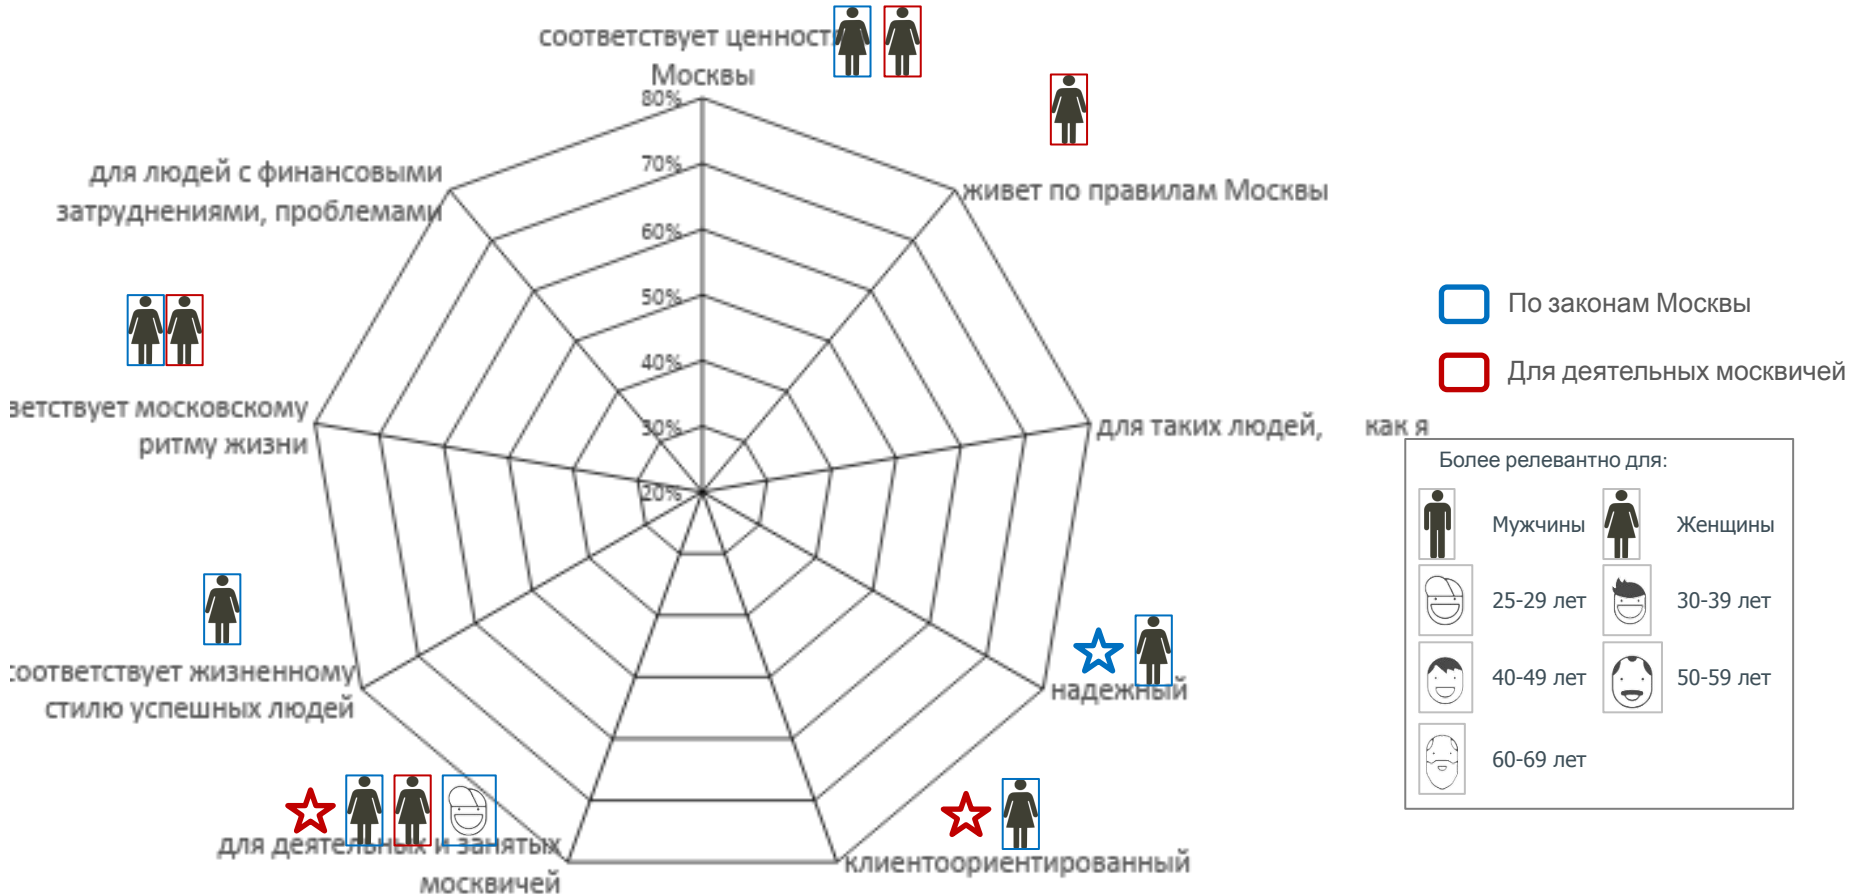 соответствует ценностя
Москвы
80%
70%
60%
50%
40%
30%
20%
живет по правилам Москвы
для таких людей, как я
надежный
клиентоориентированный
для деятельных и занятых
москвичей
соответствует жизненному
стилю успешных людей
ветствует московскому
ритму жизни
для людей с финансовыми
затруднениями, проблемами
По законам Москвы
Для деятельных москвичей
Более релевантно для:
Мужчины
Женщины
25-29 лет
30-39 лет
40-49 лет
50-59 лет
60-69 лет